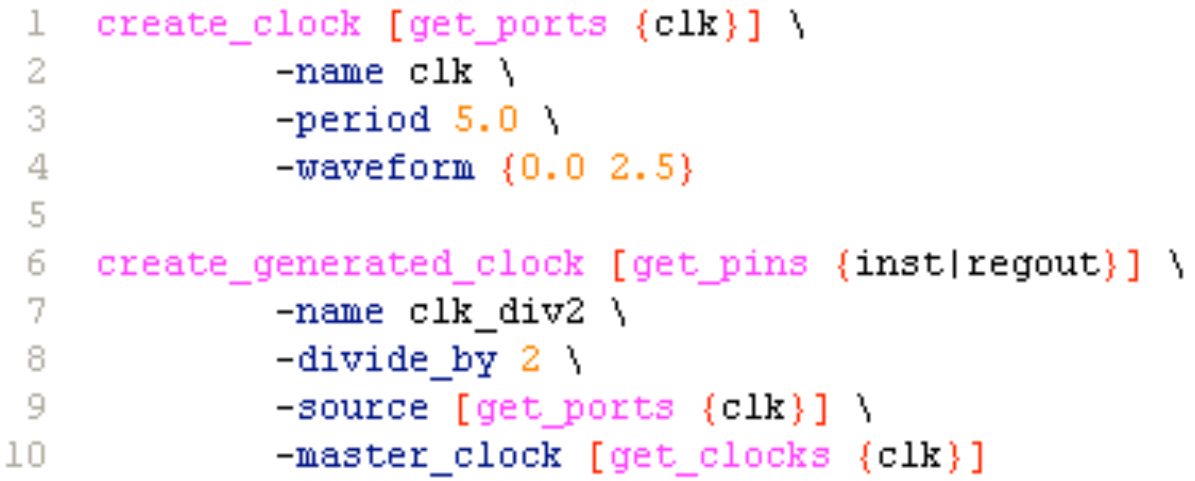 1 create_clock [get_ports {clk}] \
2 -name clk \
3 -period 5.0 \
4 -waveform {0.0 2.5}
5
6 create_generated_clock [get_pins {inst|regout}] \
7 -name clk_div2 \
8 -divide_by 2 \
9 -source [get_ports {clk}] \
10 -master_clock [get_clocks {clk}]